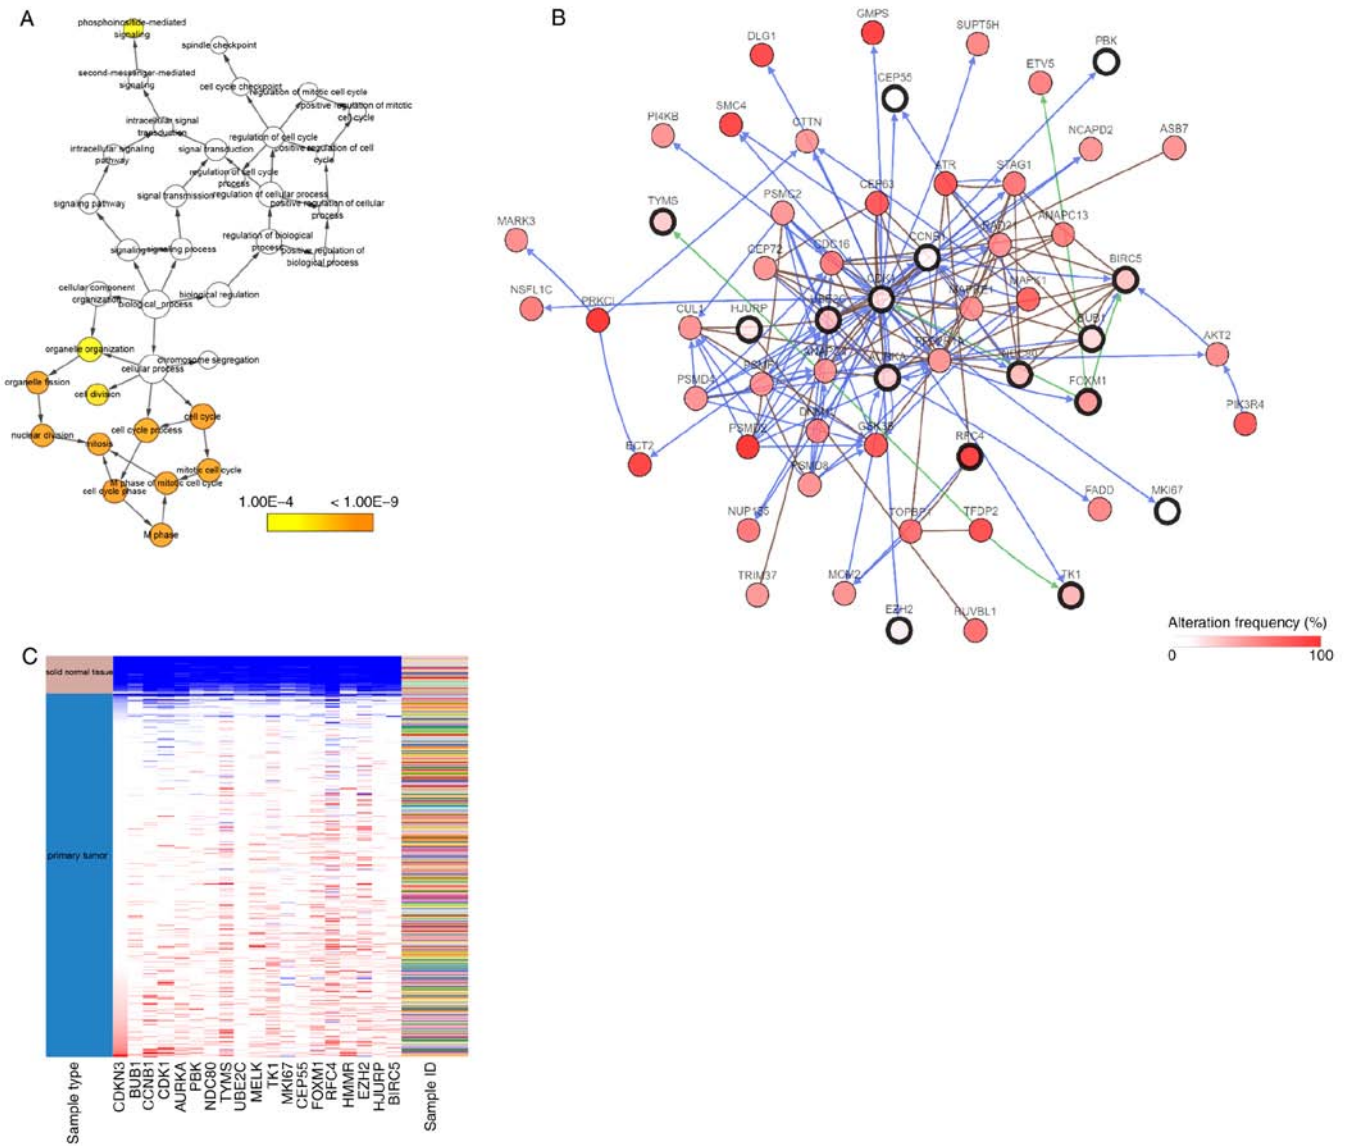 A
phosphoinositide-mediated
signaling
spindle checkpoint
second-messenger-mediated
signaling
cell cycle checkpoint
regulation of mitotic cell cycle
positive regulation of mitotic
cell cycle
intracellular signal
transduction
regulation of cell cycle
intracellular signaling
pathway
signal transduction
positive regulation of cell
cycle
regulation of cell cycle
process
signaling pathway
signal transmission
regulation of cellular process
positive regulation of cellular
process
signaling
signaling process
regulation of biological
process
positive regulation of
biological process
cellular component
organization
biological_process
biological regulation
organelle organization
chromosome segregation
cellular process
organelle fission
cell division
cell cycle
cell cycle process
nuclear division
mitosis
mitotic cell cycle
M phase of mitotic cell cycle
cell cycle phase
M phase
1.00E–4
< 1.00E–9
B
GMPS
SUPT5H
DLG1
PBK
CEP55
ETV5
SMC4
PI4KB
CTTN
NCAPD2
ASB7
ATR
STAG1
CEP63
TYMS
PSMC2
RAD21
ANAPC13
MARK3
CCNB1
CEP72
CDC16
BIRC5
CDK1
MAPRE1
MAPK1
NSFL1C
PRKCI
CUL1
HJURP
UBE2C
BUB1
AKT2
AURKA
NDC80
PSMD4
FOXM1
PIK3R4
ECT2
PSMD2
GSK3B
RFC4
PSMD8
FADD
MKI67
NUP155
TOPBP1
TFDP2
TRIM37
MCM2
TK1
EZH2
RUVBL1
Alteration frequency (%)
0
100
C
solid normal tissue
primary tumor
Sample type
CDKN3
BUB1
CCNB1
CDK1
AURKA
PBK
NDC80
TYMS
UBE2C
MELK
TK1
MKI67
CEP55
FOXM1
RFC4
HMMR
EZH2
HJURP
BIRC5
Sample ID